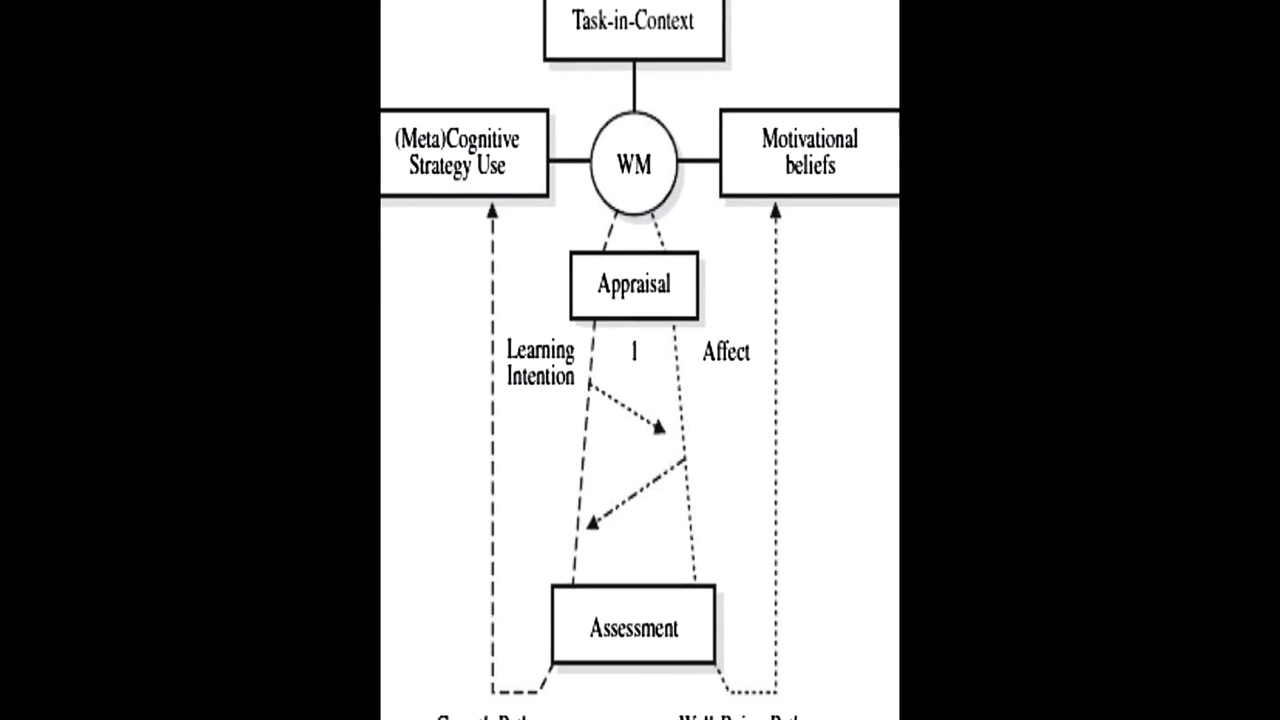 Task-in-Context
(Meta)Cognitive
Strategy Use
WM
Motivational
beliefs
Appraisal
Learning
Intention
1
Affect
Assessment